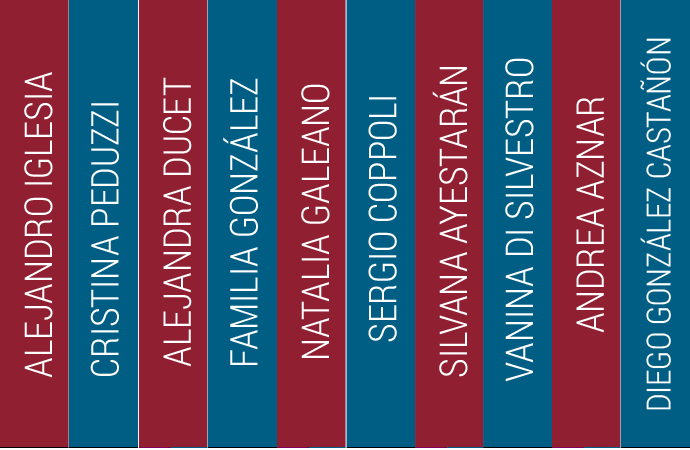 ALEJANDRO IGLESIA
CRISTINA PEDUZZI
ALEJANDRA DUCET
FAMILIA GONZÁLEZ
NATALIA GALEANO
SERGIO COPPOLI
SILVANA AYESTARÁN
VANINA DI SILVESTRO
ANDREA AZNAR
DIEGO GONZÁLEZ CASTAÑÓN